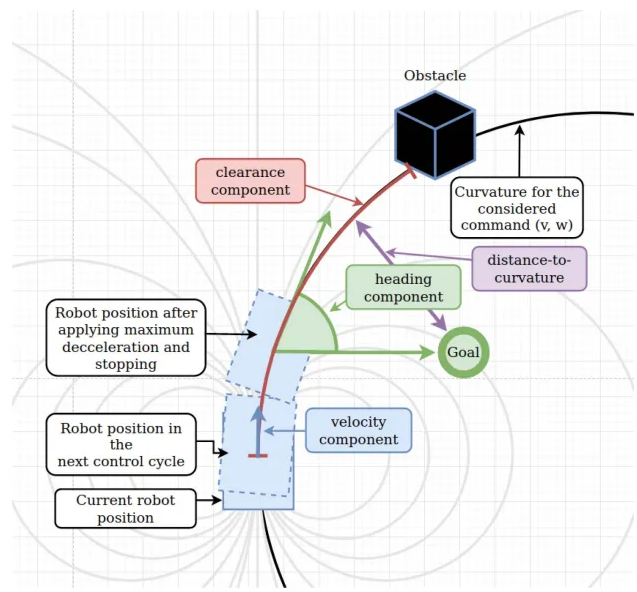 Obstacle
clearance
component
Curvature for the
considered
command (v, w)
distance-to-
curvature
heading
component
Robot position after
applying maximum
decceleration and
stopping
Goal
velocity
component
Robot position in
the
next control cycle
Current robot
position